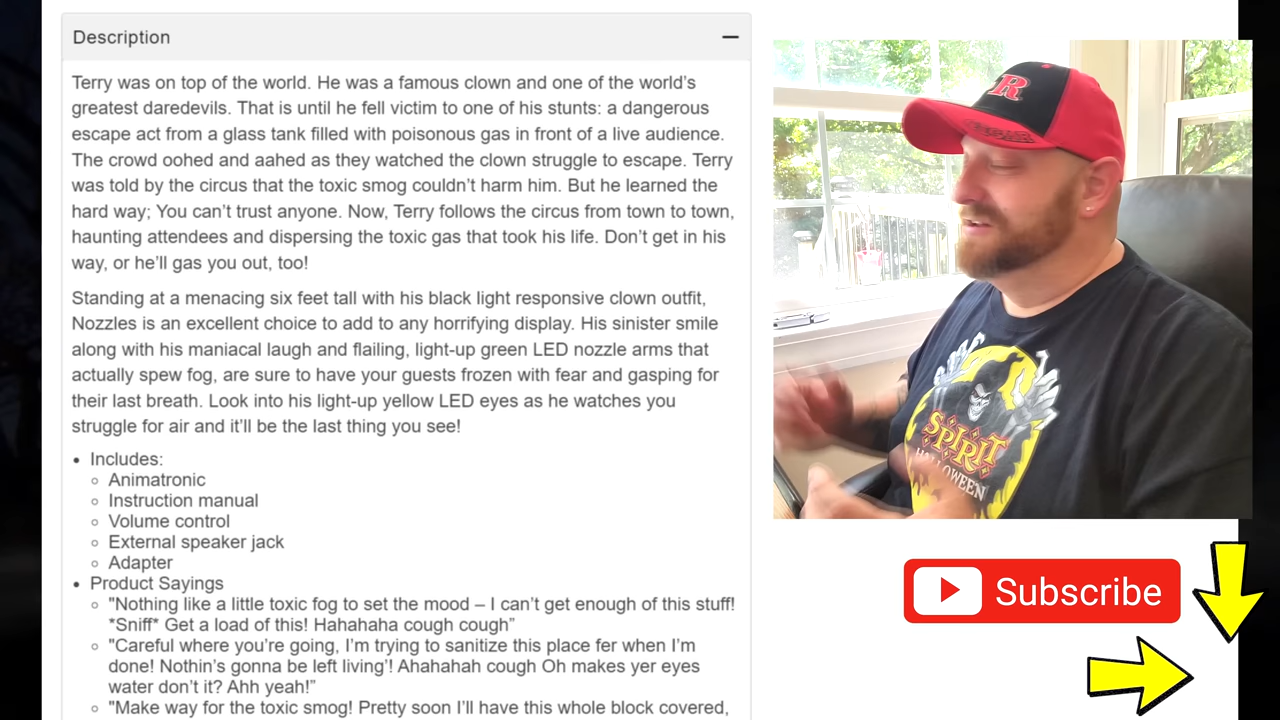 Description
Terry was on top of the world. He was a famous clown and one of the world’s
greatest daredevils. That is until he fell victim to one of his stunts: a dangerous
escape act from a glass tank filled with poisonous gas in front of a live audience.
The crowd oohed and aahed as they watched the clown struggle to escape. Terry
was told by the circus that the toxic smog couldn’t harm him. But he learned the
hard way; You can’t trust anyone. Now, Terry follows the circus from town to town,
haunting attendees and dispersing the toxic gas that took his life. Don’t get in his
way, or he’ll gas you out, too!
Standing at a menacing six feet tall with his black light responsive clown outfit,
Nozzles is an excellent choice to add to any horrifying display. His sinister smile
along with his maniacal laugh and flailing, light-up green LED nozzle arms that
actually spew fog, are sure to have your guests frozen with fear and gasping for
their last breath. Look into his light-up yellow LED eyes as he watches you
struggle for air and it’ll be the last thing you see!
• Includes:
◦ Animatronic
◦ Instruction manual
◦ Volume control
◦ External speaker jack
◦ Adapter
• Product Sayings
◦ "Nothing like a little toxic fog to set the mood – I can’t get enough of this stuff!
*Sniff* Get a load of this! Hahahaha cough cough”
◦ "Careful where you’re going, I’m trying to sanitize this place fer when I’m
done! Nothin’s gonna be left living’! Ahahahah cough Oh makes yer eyes
water don’t it? Ahh yeah!”
◦ "Make way for the toxic smog! Pretty soon I’ll have this whole block covered,
R
SPIRIT
HALLOWEEN
Subscribe